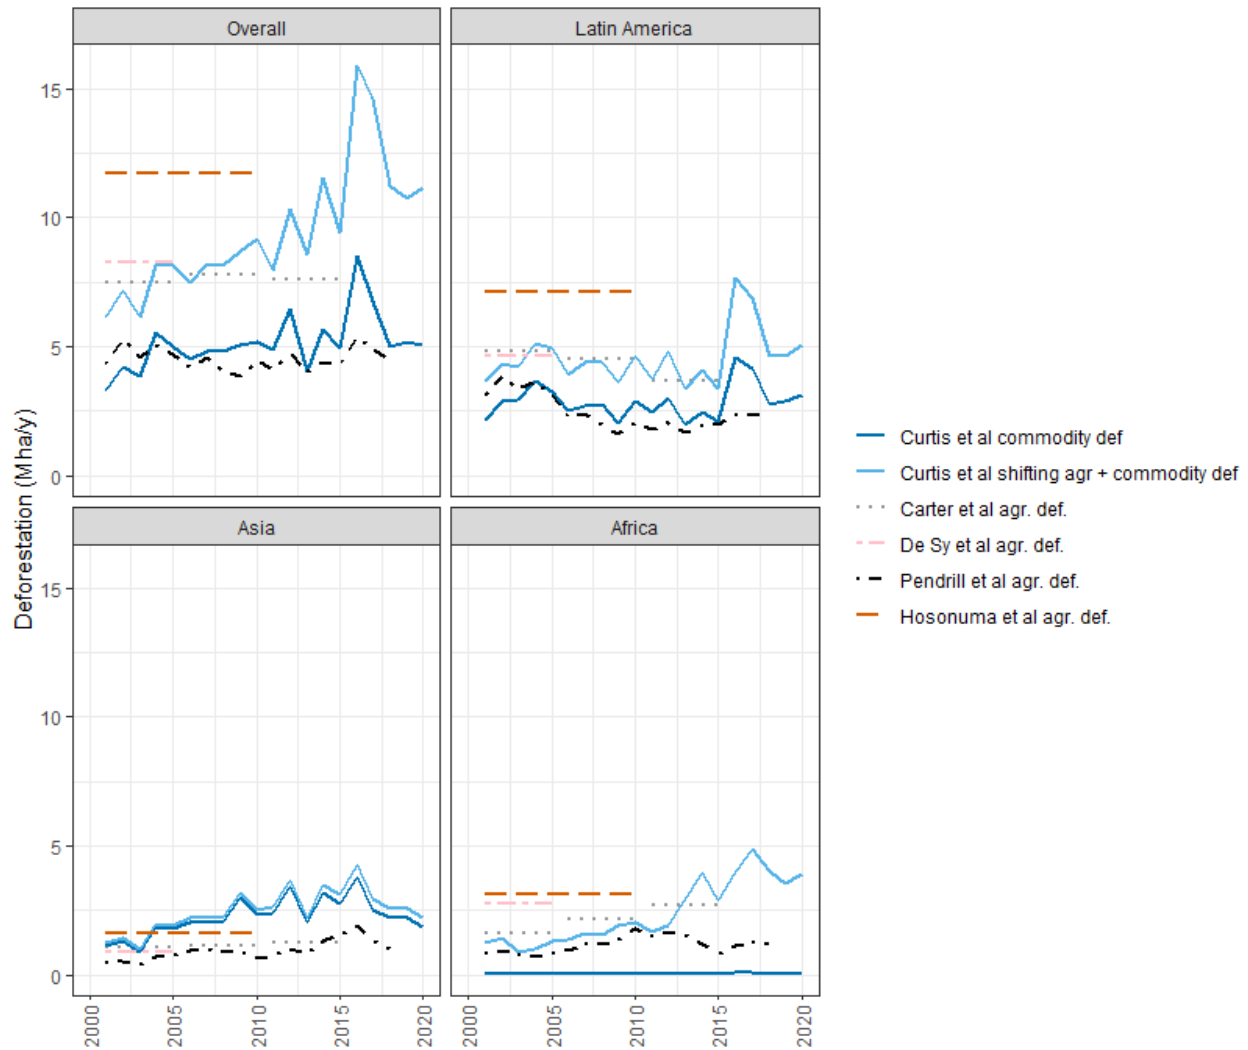 Overall
Latin America
15
10
5
0
Deforestation (Mha/y)
Asia
Africa
15
10
5
0
2000
2005
2010
2015
2020
2000
2005
2010
2015
2020
Curtis et al commodity def
Curtis et al shifting agr + commodity def
Carter et al agr. def.
De Sy et al agr. def.
Pendrill et al agr. def.
Hosonuma et al agr. def.